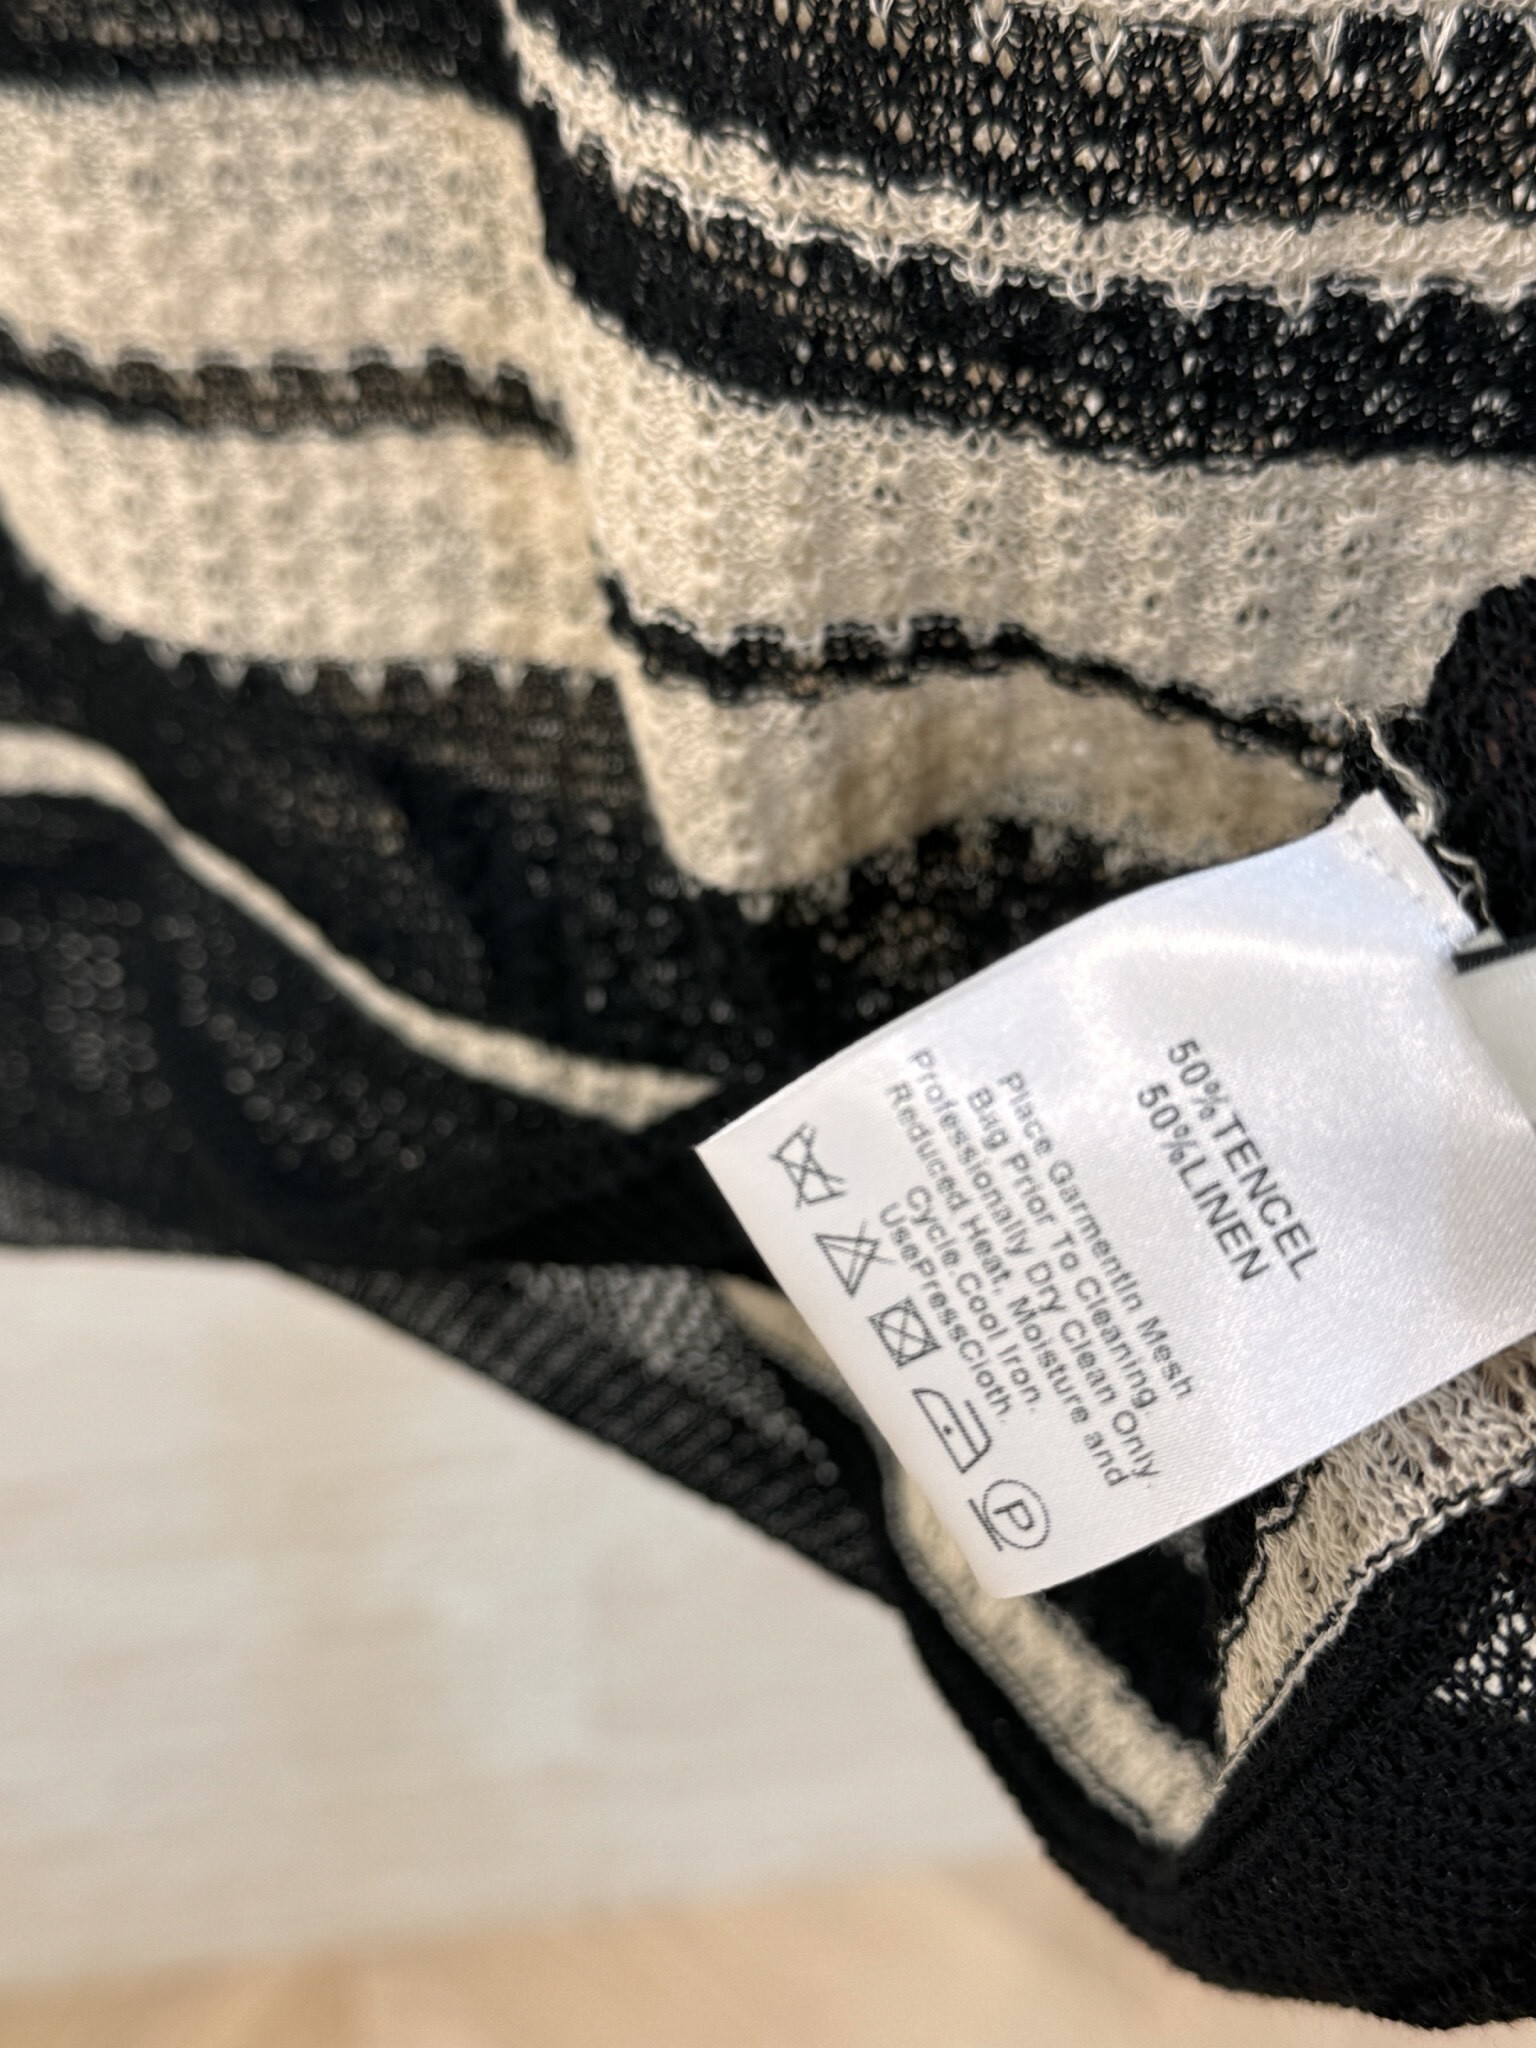 50%TENCEL
50%LINEN
Place GarmentIn Mesh
Bag Prior To Cleaning.
Professionally Dry Clean Only.
Reduced Heat, Moisture and
Cycle.Cool Iron.
UsePressCloth.
P